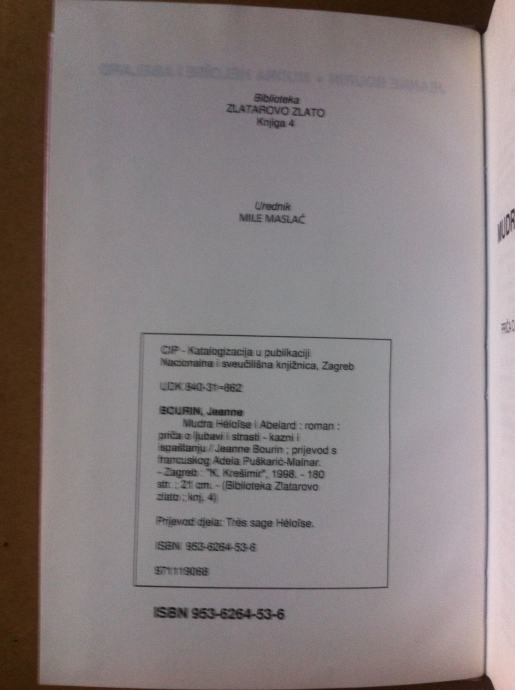 Biblioteka
ZLATAROVO ZLATO
Knjiga 4
Urednik
MILE MASLAĆ
CIP - Katalogizacija u publikaciji
Nacionalna i sveučilišna knjižnica, Zagreb
UDK 840-31=862
BOURIN, Jeanne
Mudra Héloïse i Abelard : roman :
priča o ljubavi i strasti - kazni i
ispaštanju / Jeanne Bourin ; prijevod s
francuskog Adela Puškarić-Malnar.
- Zagreb : "K. Krešimir", 1998. - 180
str. ; 21 cm. - (Biblioteka Zlatarovo
zlato ; knj. 4)
Prijevod djela: Très sage Héloïse.
ISBN 953-6264-53-6
971119068
ISBN 953-6264-53-6
MUDR
PRIČA O